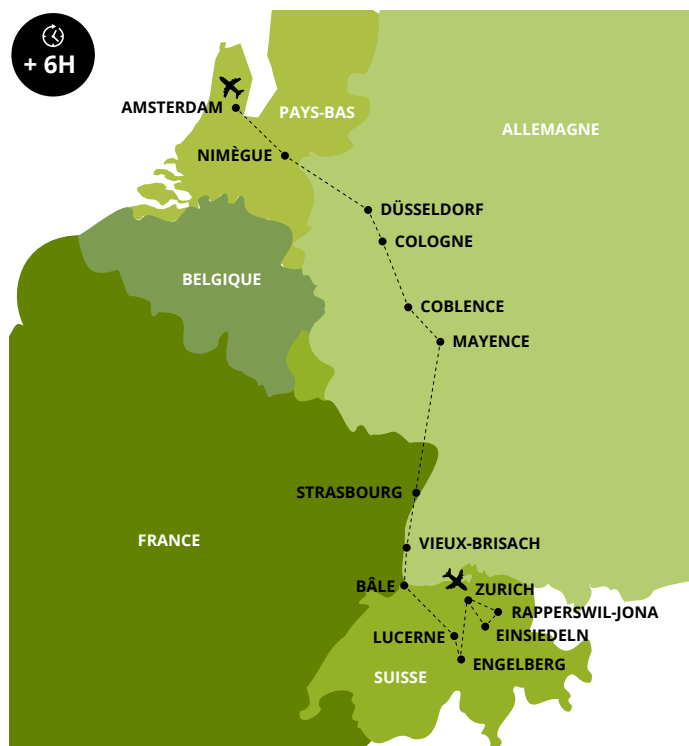 + 6H
AMSTERDAM
PAYS-BAS
ALLEMAGNE
NIMÈGUE
DÜSSELDORF
COLOGNE
BELGIQUE
COBLENCE
MAYENCE
STRASBOURG
FRANCE
VIEUX-BRISACH
BÂLE
ZURICH
RAPPERSWIL-JONA
LUCERNE
EINSIEDELN
ENGELBERG
SUISSE